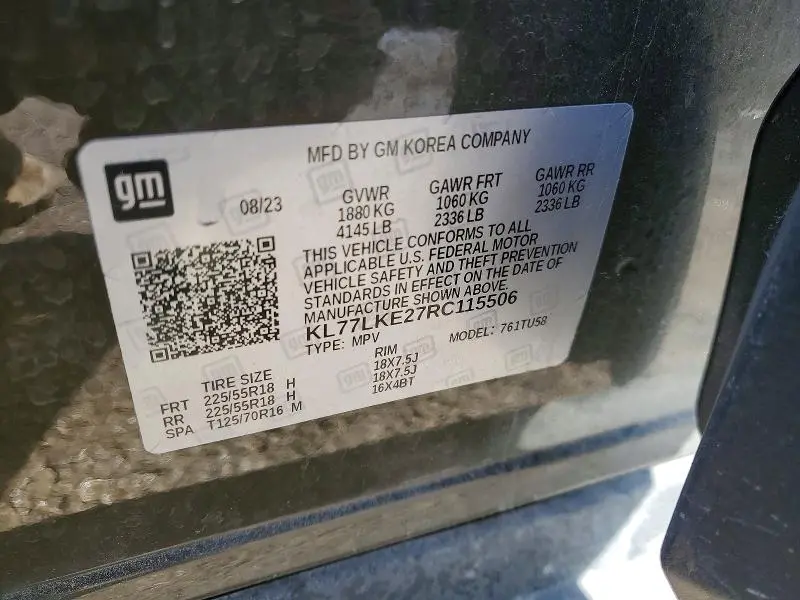 MFD BY GM KOREA COMPANY
gm
08/23
GVWR
1880 KG
4145 LB
GAWR FRT
1060 KG
2336 LB
GAWR RR
1060 KG
2336 LB
THIS VEHICLE CONFORMS TO ALL
APPLICABLE U.S. FEDERAL MOTOR
VEHICLE SAFETY AND THEFT PREVENTION
STANDARDS IN EFFECT ON THE DATE OF
MANUFACTURE SHOWN ABOVE.
KL77LKE27RC115506
TYPE: MPV MODEL: 761TU58
TIRE SIZE RIM
FRT 225/55R18 H 18X7.5J
RR 225/55R18 H 18X7.5J
SPA T125/70R16 M 16X4BT